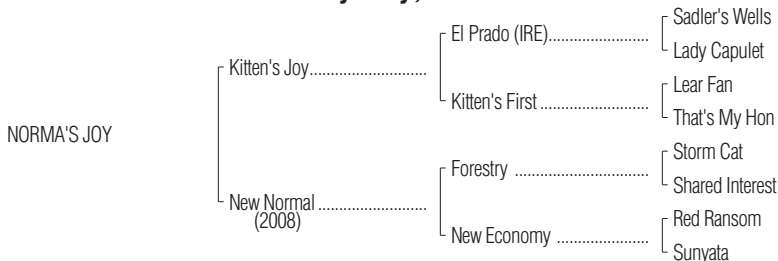 Sadler's Wells
El Prado (IRE)
Lady Capulet
Kitten's Joy
Lear Fan
Kitten's First
That's My Hon
NORMA'S JOY
Storm Cat
Forestry
Shared Interest
New Normal
(2008)
Red Ransom
New Economy
Sunyata